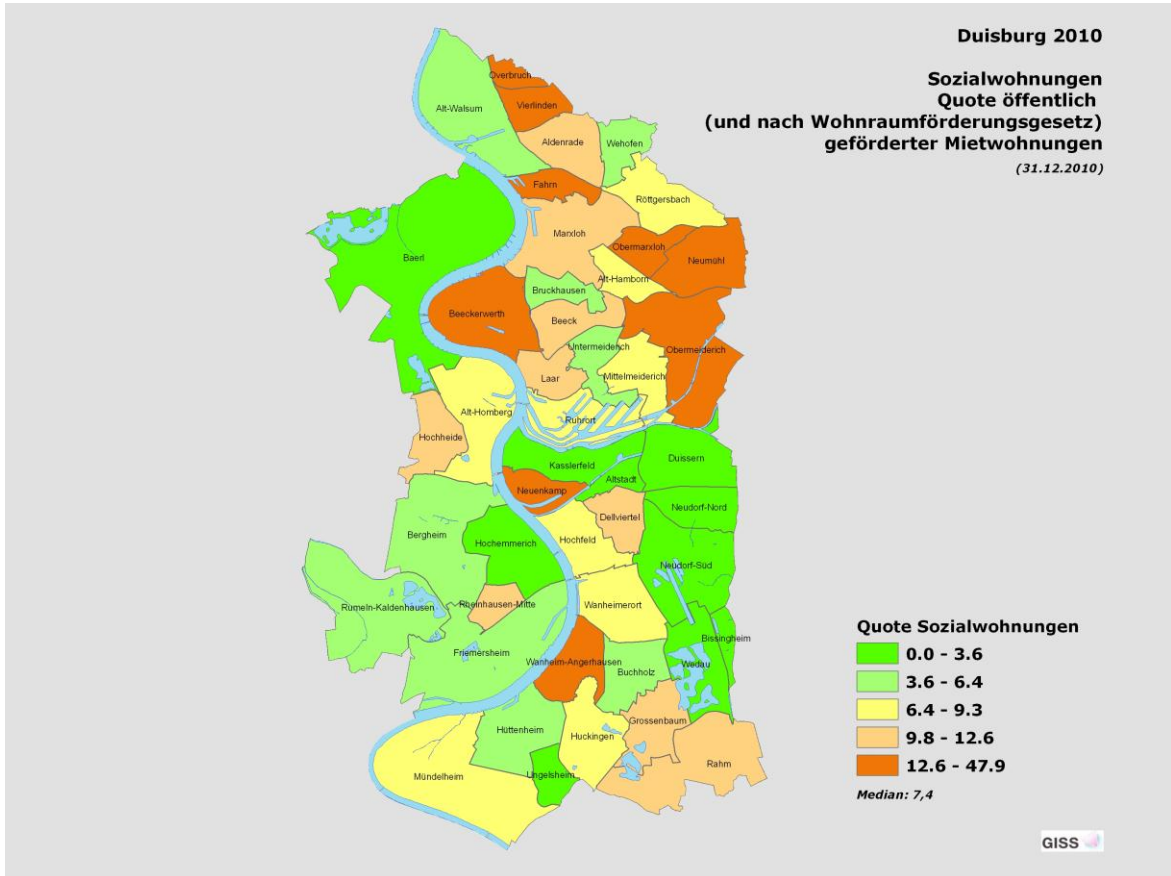 Duisburg 2010
Sozialwohnungen
Quote öffentlich
(und nach Wohnraumförderungsgesetz)
geförderter Mietwohnungen
(31.12.2010)
Overbruch
Alt-Walsum
Vierlinden
Aldenrade
Wehofen
Fahrn
Röttgersbach
Marxloh
Obermarxloh
Neumühl
Baerl
Alt-Hamborn
Bruckhausen
Beeckerwerth
Beeck
Untermeiderich
Obermeiderich
Laar
Mittelmeiderich
Alt-Homberg
Ruhrort
Hochheide
Kasslerfeld
Duissern
Altstadt
Neuenkamp
Neudorf-Nord
Dellviertel
Bergheim
Hochemmerich
Hochfeld
Neudorf-Süd
Rumeln-Kaldenhausen
Rheinhausen-Mitte
Wanheimerort
Bissingheim
Friemersheim
Wanheim-Angerhausen
Buchholz
Wedau
Grossenbaum
Hüttenheim
Huckingen
Rahm
Mündelheim
Ungelsheim
Quote Sozialwohnungen
0.0 - 3.6
3.6 - 6.4
6.4 - 9.3
9.8 - 12.6
12.6 - 47.9
Median: 7,4
GISS